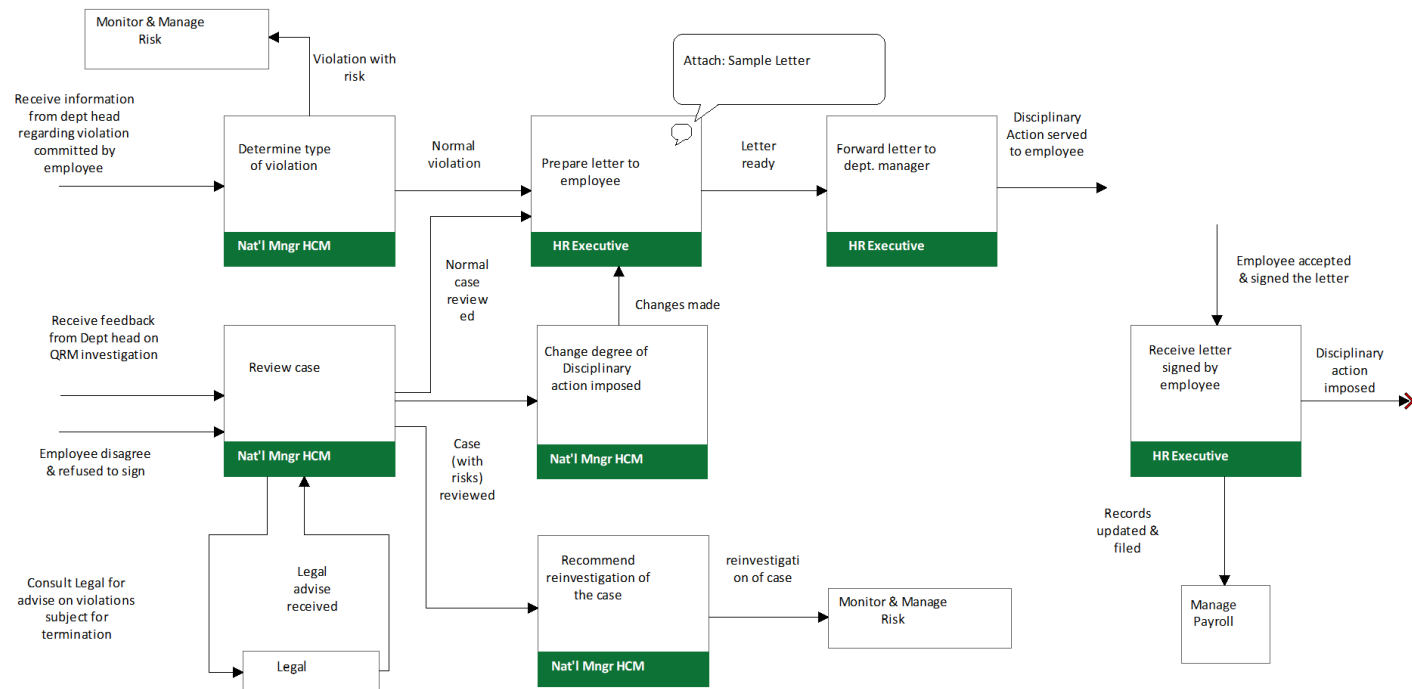 Monitor & Manage
Risk
Violation with
risk
Attach: Sample Letter
Receive information
from dept head
regarding violation
committed by
employee
Determine type
of violation
Nat'l Mngr HCM
Normal
violation
Prepare letter to
employee
HR Executive
Letter
ready
Forward letter to
dept. manager
HR Executive
Disciplinary
Action served
to employee
Employee accepted
& signed the letter
Receive feedback
from Dept head on
QRM investigation
Employee disagree
& refused to sign
Review case
Nat'l Mngr HCM
Normal
case
review
ed
Changes made
Change degree of
Disciplinary
action imposed
Nat'l Mngr HCM
Receive letter
signed by
employee
HR Executive
Disciplinary
action
imposed
Case
(with
risks)
reviewed
Records
updated &
filed
Manage
Payroll
Consult Legal for
advise on violations
subject for
termination
Legal
advise
received
Legal
Recommend
reinvestigation of
the case
Nat'l Mngr HCM
reinvestigati
on of case
Monitor & Manage
Risk